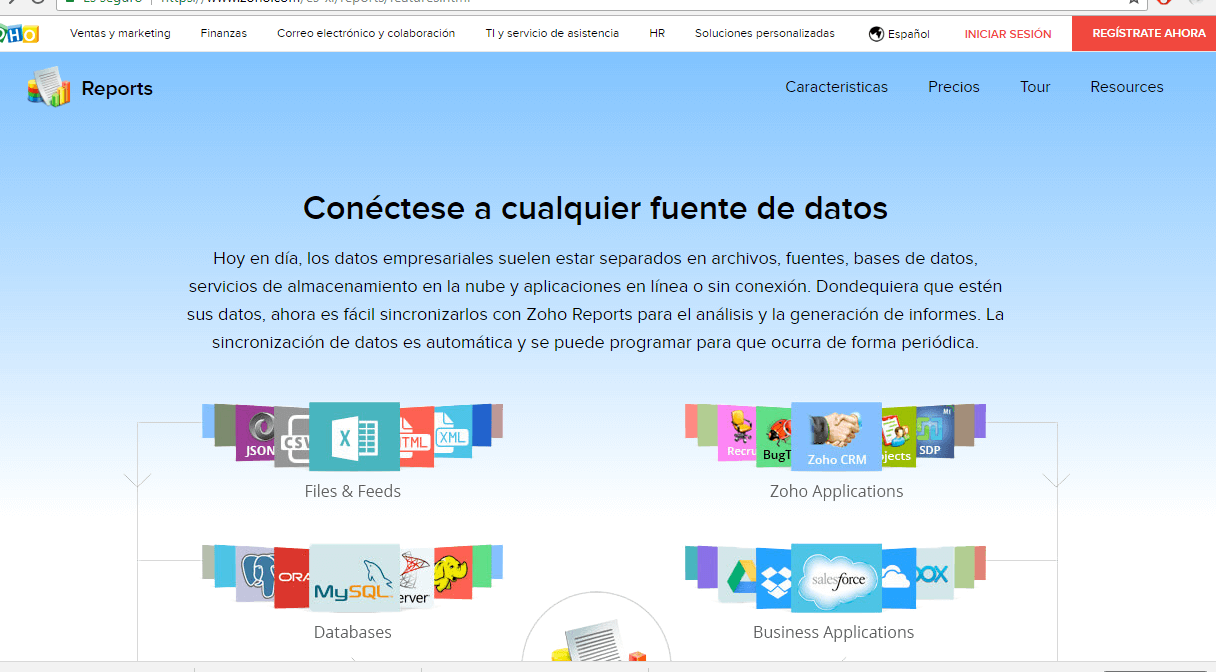 Es seguro
https://www.zoho.com/es-xl/reports/features.html
Ventas y marketing
Finanzas
Correo electrónico y colaboración
TI y servicio de asistencia
HR
Soluciones personalizadas
Español
INICIAR SESIÓN
REGÍSTRATE AHORA
Reports
Caracteristicas
Precios
Tour
Resources
Conéctese a cualquier fuente de datos
Hoy en día, los datos empresariales suelen estar separados en archivos, fuentes, bases de datos,
servicios de almacenamiento en la nube y aplicaciones en línea o sin conexión. Dondequiera que estén
sus datos, ahora es fácil sincronizarlos con Zoho Reports para el análisis y la generación de informes. La
sincronización de datos es automática y se puede programar para que ocurra de forma periódica.
JSON
CSV
X
TML
XML
Files & Feeds
Recru
BugT
Zoho CRM
jects
SDP
Zoho Applications
ORA
MySQL
erver
Databases
salesforce
box
Business Applications